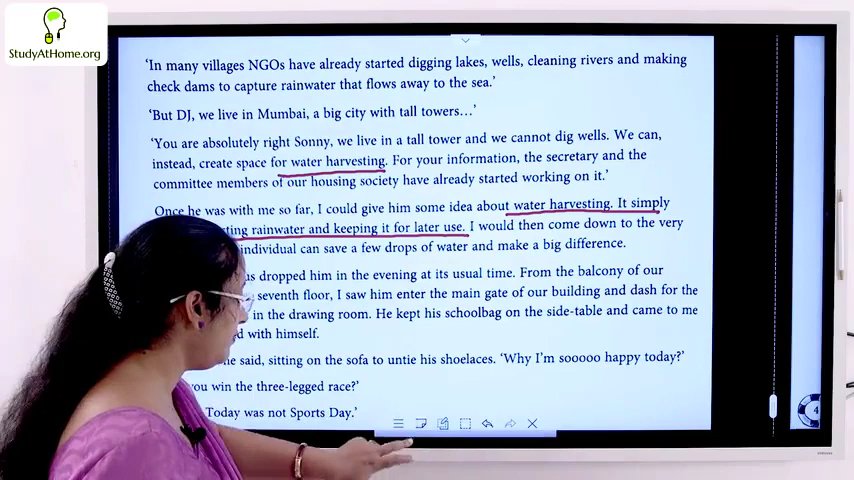 StudyAtHome.org
'In many villages NGOs have already started digging lakes, wells, cleaning rivers and making
check dams to capture rainwater that flows away to the sea.'
'But DJ, we live in Mumbai, a big city with tall towers…'
'You are absolutely right Sonny, we live in a tall tower and we cannot dig wells. We can,
instead, create space for water harvesting. For your information, the secretary and the
committee members of our housing society have already started working on it.'
Once he was with me so far, I could give him some idea about water harvesting. It simply
rainwater and keeping it for later use. I would then come down to the very
individual can save a few drops of water and make a big difference.
dropped him in the evening at its usual time. From the balcony of our
seventh floor, I saw him enter the main gate of our building and dash for the
in the drawing room. He kept his schoolbag on the side-table and came to me
with himself.
he said, sitting on the sofa to untie his shoelaces. 'Why I'm sooooo happy today?'
you win the three-legged race?'
Today was not Sports Day.'
4